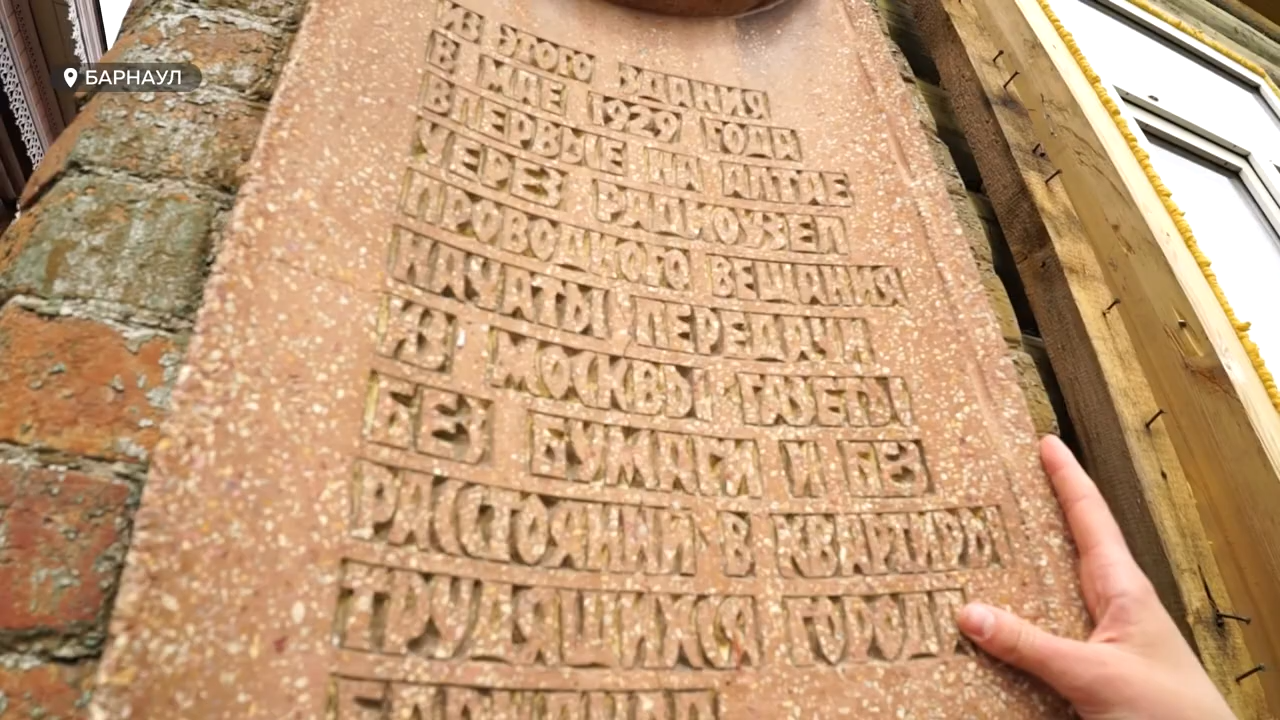 БАРНАУЛ
ИЗ ЭТОГО ЗДАНИЯ
В МАЕ 1929 ГОДА
ВПЕРВЫЕ НА АЛТАЕ
ЧЕРЕЗ РАДИОУЗЕЛ
ПРОВОДНОГО ВЕЩАНИЯ
НАЧАТЫ ПЕРЕДАЧИ
ИЗ МОСКВЫ ГАЗЕТЫ
БЕЗ БУМАГИ И БЕЗ
РАССТОЯНИЙ В КВАРТИРЫ
ТРУДЯЩИХСЯ ГОРОДА